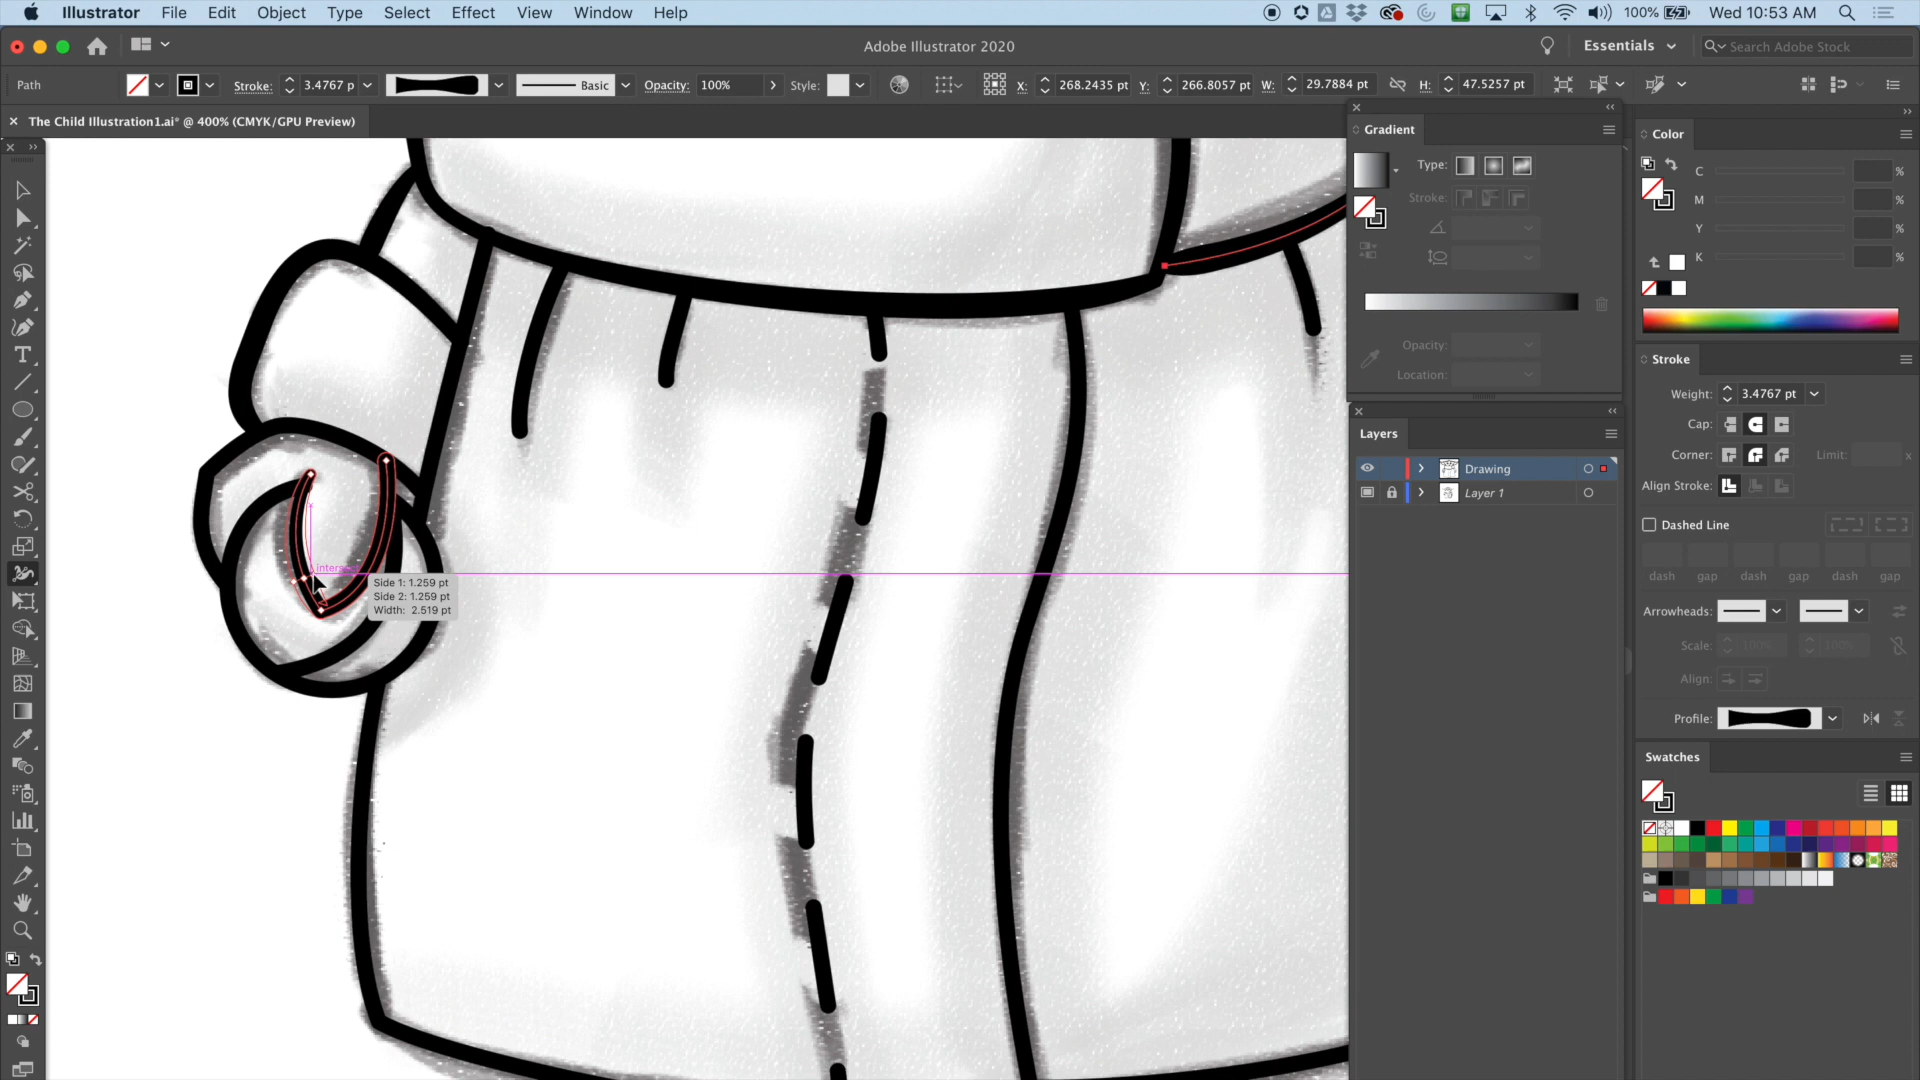 Illustrator File Edit Object Type Select Effect View Window Help 100% Wed 10:53 AM
Adobe Illustrator 2020 Essentials Search Adobe Stock
Path Stroke: 3.4767 p Basic Opacity: 100% Style: X: 268.2435 pt Y: 266.8057 pt W: 29.7884 pt H: 47.5257 pt
The Child Illustration1.ai* @ 400% (CMYK/GPU Preview)
Gradient
Type:
Stroke:
Opacity:
Location:
Layers
Drawing
Layer 1
Color
C %
M %
Y %
K %
Stroke
Weight: 3.4767 pt
Cap:
Corner: Limit: x
Align Stroke:
Dashed Line
dash gap dash gap dash gap
Arrowheads:
Scale: 100% 100%
Align:
Profile:
Swatches
Side 1: 1.259 pt
Side 2: 1.259 pt
Width: 2.519 pt